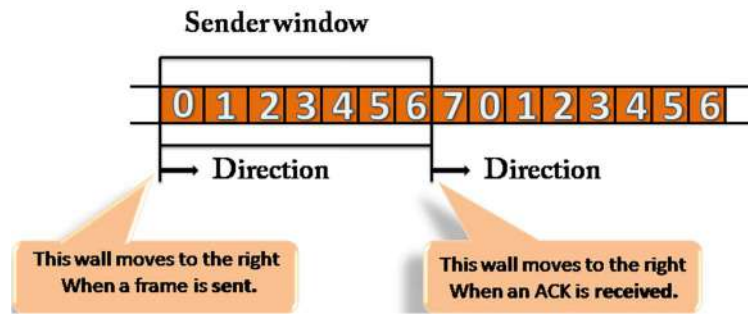 Sender window
0 1 2 3 4 5 6 7 0 1 2 3 4 5 6
Direction Direction
This wall moves to the right
When a frame is sent.
This wall moves to the right
When an ACK is received.